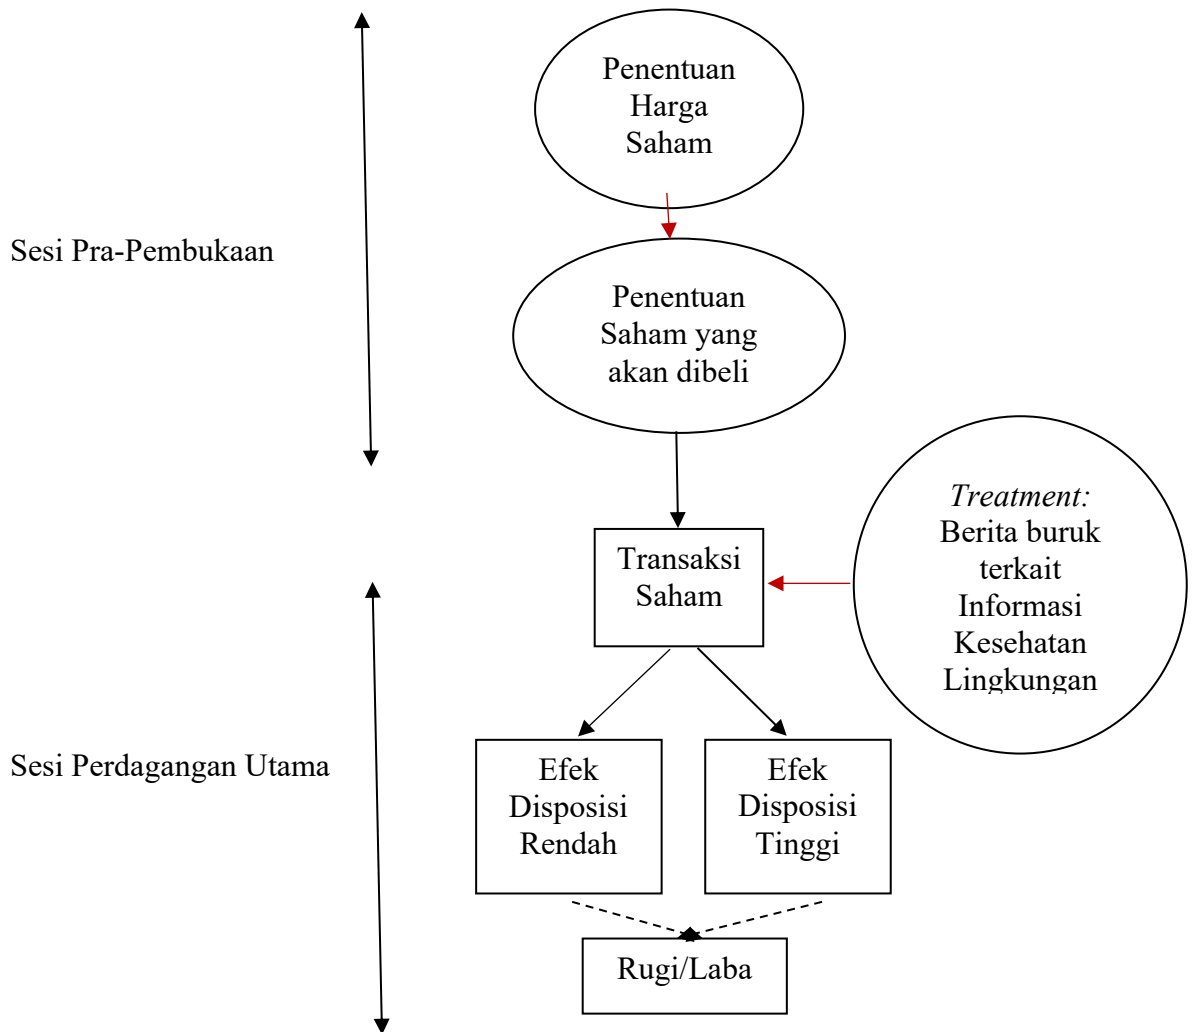 Penentuan
Harga
Saham
Sesi Pra-Pembukaan
Penentuan
Saham yang
akan dibeli
Treatment:
Berita buruk
terkait
Informasi
Kesehatan
Lingkungan
Transaksi
Saham
Sesi Perdagangan Utama
Efek
Disposisi
Rendah
Efek
Disposisi
Tinggi
Rugi/Laba